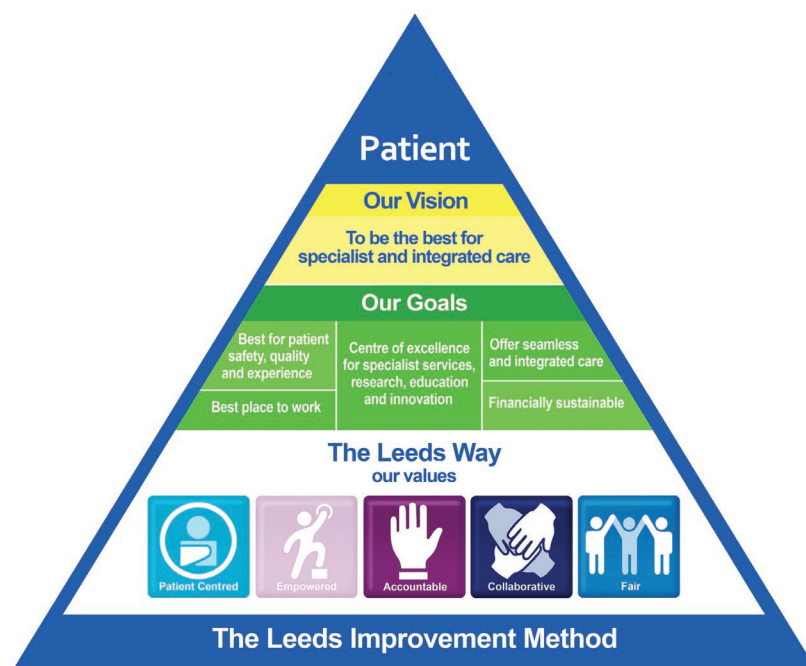 Patient
Our Vision
To be the best for
specialist and integrated care
Our Goals
Best for patient
safety, quality
and experience
Best place to work
Centre of excellence
for specialist services,
research, education
and innovation
Offer seamless
and integrated care
Financially sustainable
The Leeds Way
our values
Patient Centred
Empowered
Accountable
Collaborative
Fair
The Leeds Improvement Method